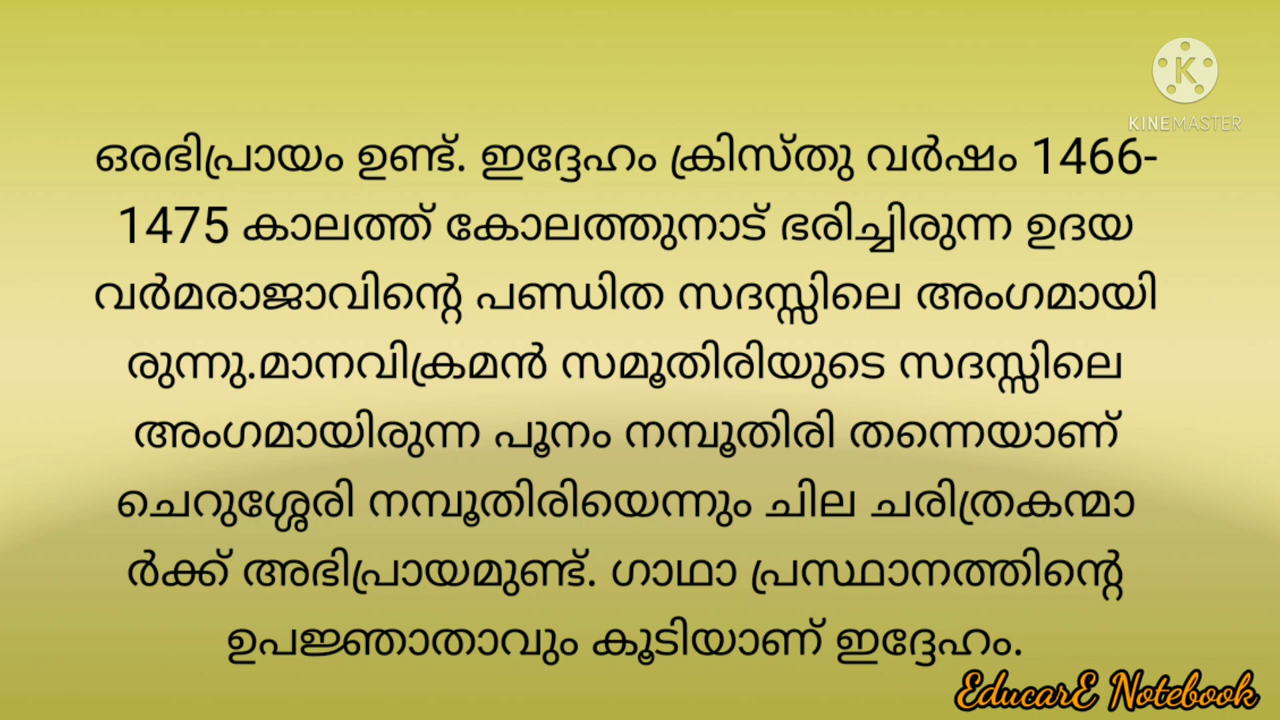 KINEMASTER
ഒരഭിപ്രായം ഉണ്ട്. ഇദ്ദേഹം ക്രിസ്തു വർഷം 1466-
1475 കാലത്ത് കോലത്തുനാട് ഭരിച്ചിരുന്ന ഉദയ
വർമരാജാവിന്റെ പണ്ഡിത സദസ്സിലെ അംഗമായി
രുന്നു.മാനവിക്രമൻ സമൂതിരിയുടെ സദസ്സിലെ
അംഗമായിരുന്ന പൂനം നമ്പൂതിരി തന്നെയാണ്
ചെറുശ്ശേരി നമ്പൂതിരിയെന്നും ചില ചരിത്രകന്മാ
ർക്ക് അഭിപ്രായമുണ്ട്. ഗാഥാ പ്രസ്ഥാനത്തിന്റെ
ഉപജ്ഞാതാവും കൂടിയാണ് ഇദ്ദേഹം.
EducarE Notebook